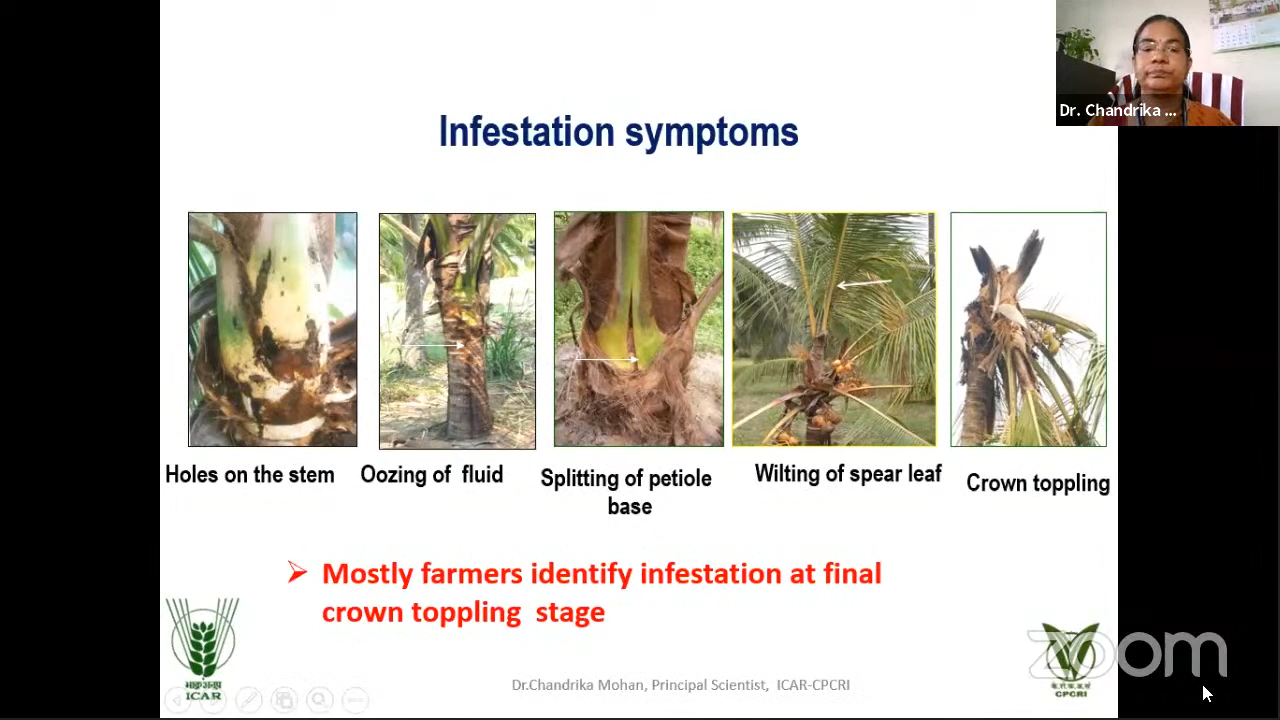 Dr. Chandrika ...
Infestation symptoms
Holes on the stem
Oozing of fluid
Splitting of petiole
base
Wilting of spear leaf
Crown toppling
➢ Mostly farmers identify infestation at final
crown toppling stage
ICAR
Dr.Chandrika Mohan, Principal Scientist, ICAR-CPCRI
zoom
CPCRI